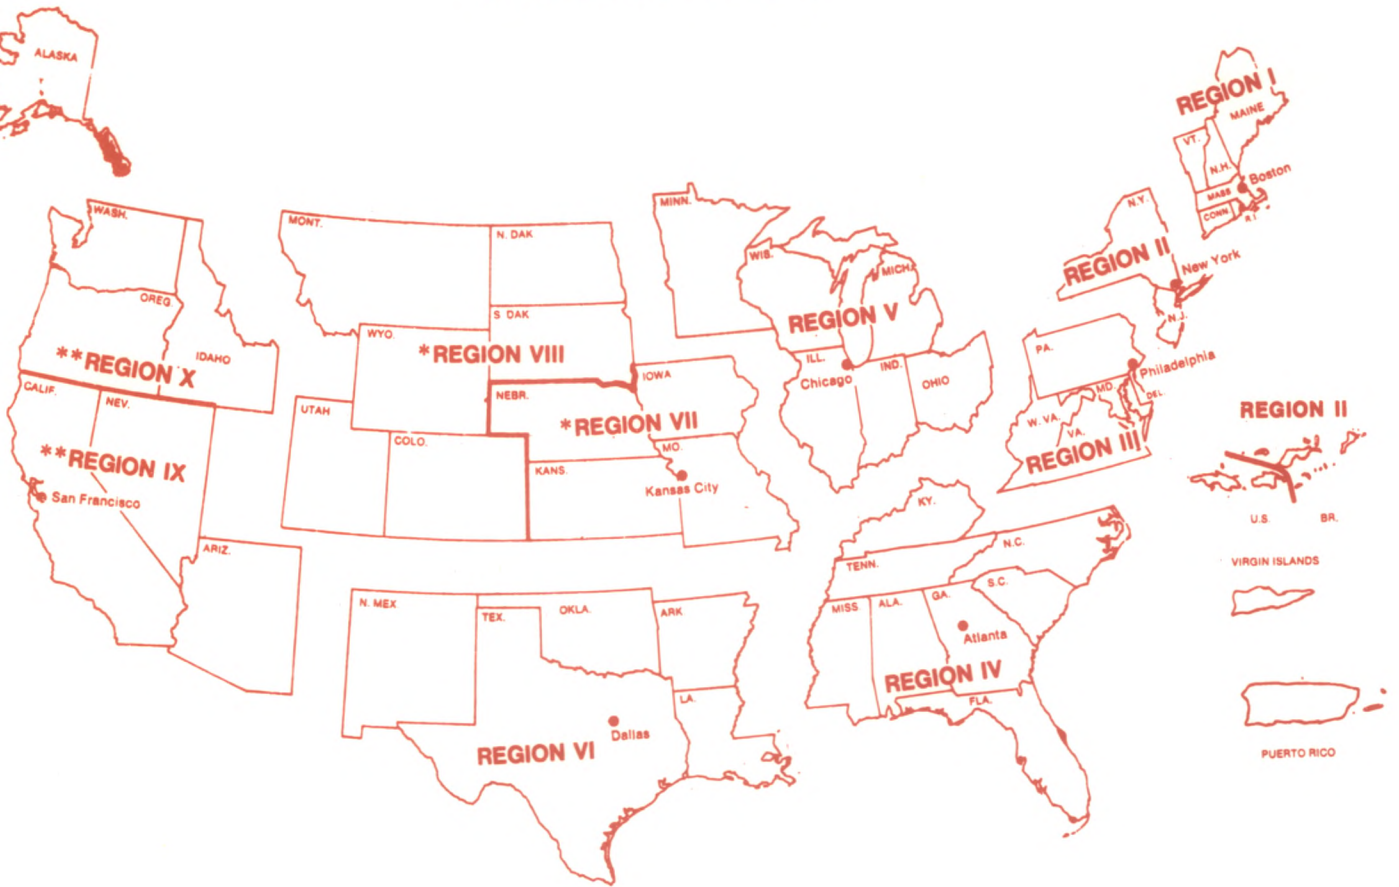 ALASKA
REGION I
MAINE
VT.
N.H.
Boston
MASS
CONN.
R.I.
N.Y.
REGION II
New York
N.J.
WASH.
MONT.
N. DAK
MINN.
WIS.
MICH.
OREG.
S DAK
WYO.
REGION V
**REGION X
IDAHO
*REGION VIII
ILL.
IND.
OHIO
Chicago
PA.
Philadelphia
MD.
DEL.
W. VA.
VA.
REGION III
CALIF.
NEV.
UTAH
NEBR.
IOWA
*REGION VII
COLO.
KANS.
MO.
Kansas City
**REGION IX
San Francisco
REGION II
U.S. BR.
VIRGIN ISLANDS
ARIZ.
KY.
N.C.
TENN.
S.C.
N. MEX
TEX.
OKLA.
ARK
MISS
ALA.
GA.
Atlanta
REGION IV
FLA.
LA.
Dallas
REGION VI
PUERTO RICO